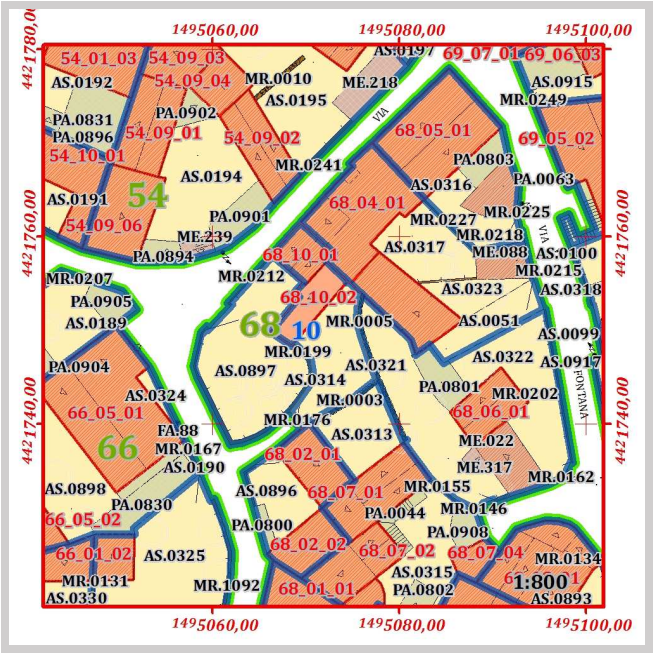 1495060,00 1495080,00 1495100,00
4421780,00
4421780,00
54_01_03 54_09_03 AS.0197 69_07_01 69_06_03
AS.0192 54_09_04 MR.0010 ME.218 AS.0915
AS.0195 MR.0249
PA.0831 PA.0902 VIA
PA.0896 54_09_01 54_09_02 68_05_01 69_05_02
54_10_01 MR.0241 PA.0803
AS.0194 AS.0316 PA.0063
AS.0191 54 68_04_01
PA.0901 MR.0227 MR.0225
54_09_06 ME.239 MR.0218 VIA
4421760,00
4421760,00
PA.0894 68_10_01 AS.0317 ME.088 AS.0100
MR.0207 MR.0212 MR.0215
PA.0905 68_10_02 AS.0323 AS.0318
AS.0189 68 10 MR.0005 AS.0051 AS.0099
MR.0199 AS.0322 AS.0917
PA.0904 AS.0897 AS.0314 AS.0321
AS.0324 MR.0003 PA.0801 MR.0202 FONTANA
66_05_01 MR.0176 68_06_01
4421740,00
4421740,00
FA.88 AS.0313 ME.022
66 MR.0167 68_02_01
AS.0190 ME.317 MR.0162
AS.0898 AS.0896 68_07_01 MR.0155
PA.0830 PA.0044 MR.0146
66_05_02 PA.0800 PA.0908
66_01_02 AS.0325 68_02_02 68_07_02 68_07_04 MR.0134
MR.0131 MR.1092 68_01_01 AS.0315 1:800
AS.0330 PA.0802 AS.0893
1495060,00 1495080,00 1495100,00